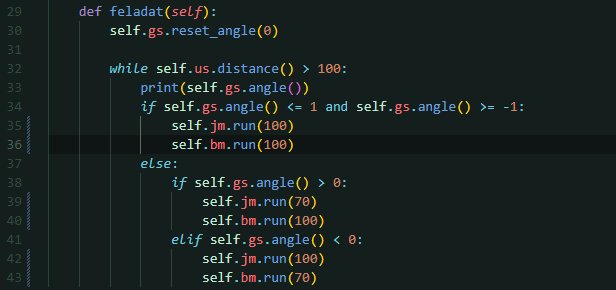 29 def feladat(self):
30 self.gs.reset_angle(0)
31
32 while self.us.distance() > 100:
33 print(self.gs.angle())
34 if self.gs.angle() <= 1 and self.gs.angle() >= -1:
35 self.jm.run(100)
36 self.bm.run(100)
37 else:
38 if self.gs.angle() > 0:
39 self.jm.run(70)
40 self.bm.run(100)
41 elif self.gs.angle() < 0:
42 self.jm.run(100)
43 self.bm.run(70)